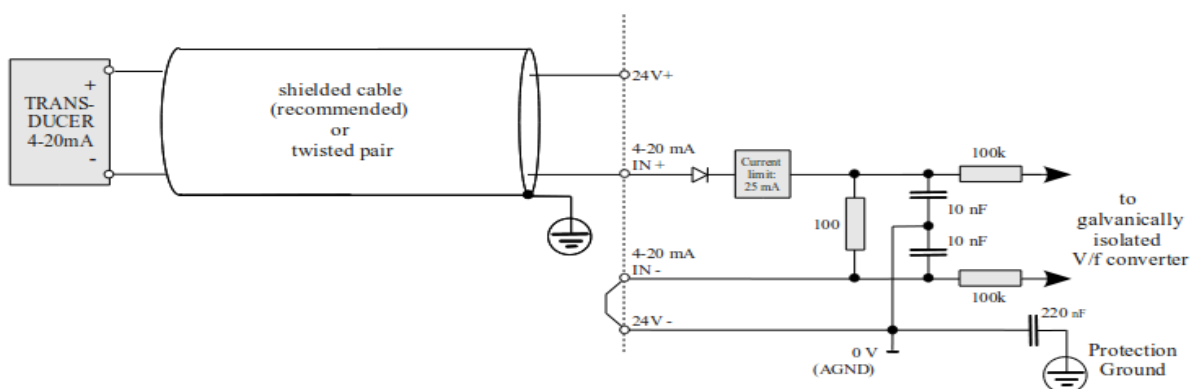 +
TRANS-
DUCER
4-20mA
-
shielded cable
(recommended)
or
twisted pair
24V+
4-20 mA
IN +
Current
limit:
25 mA
100k
10 nF
100
10 nF
to
galvanically
isolated
V/f converter
4-20 mA
IN -
100k
24V -
220 nF
0 V
(AGND)
Protection
Ground